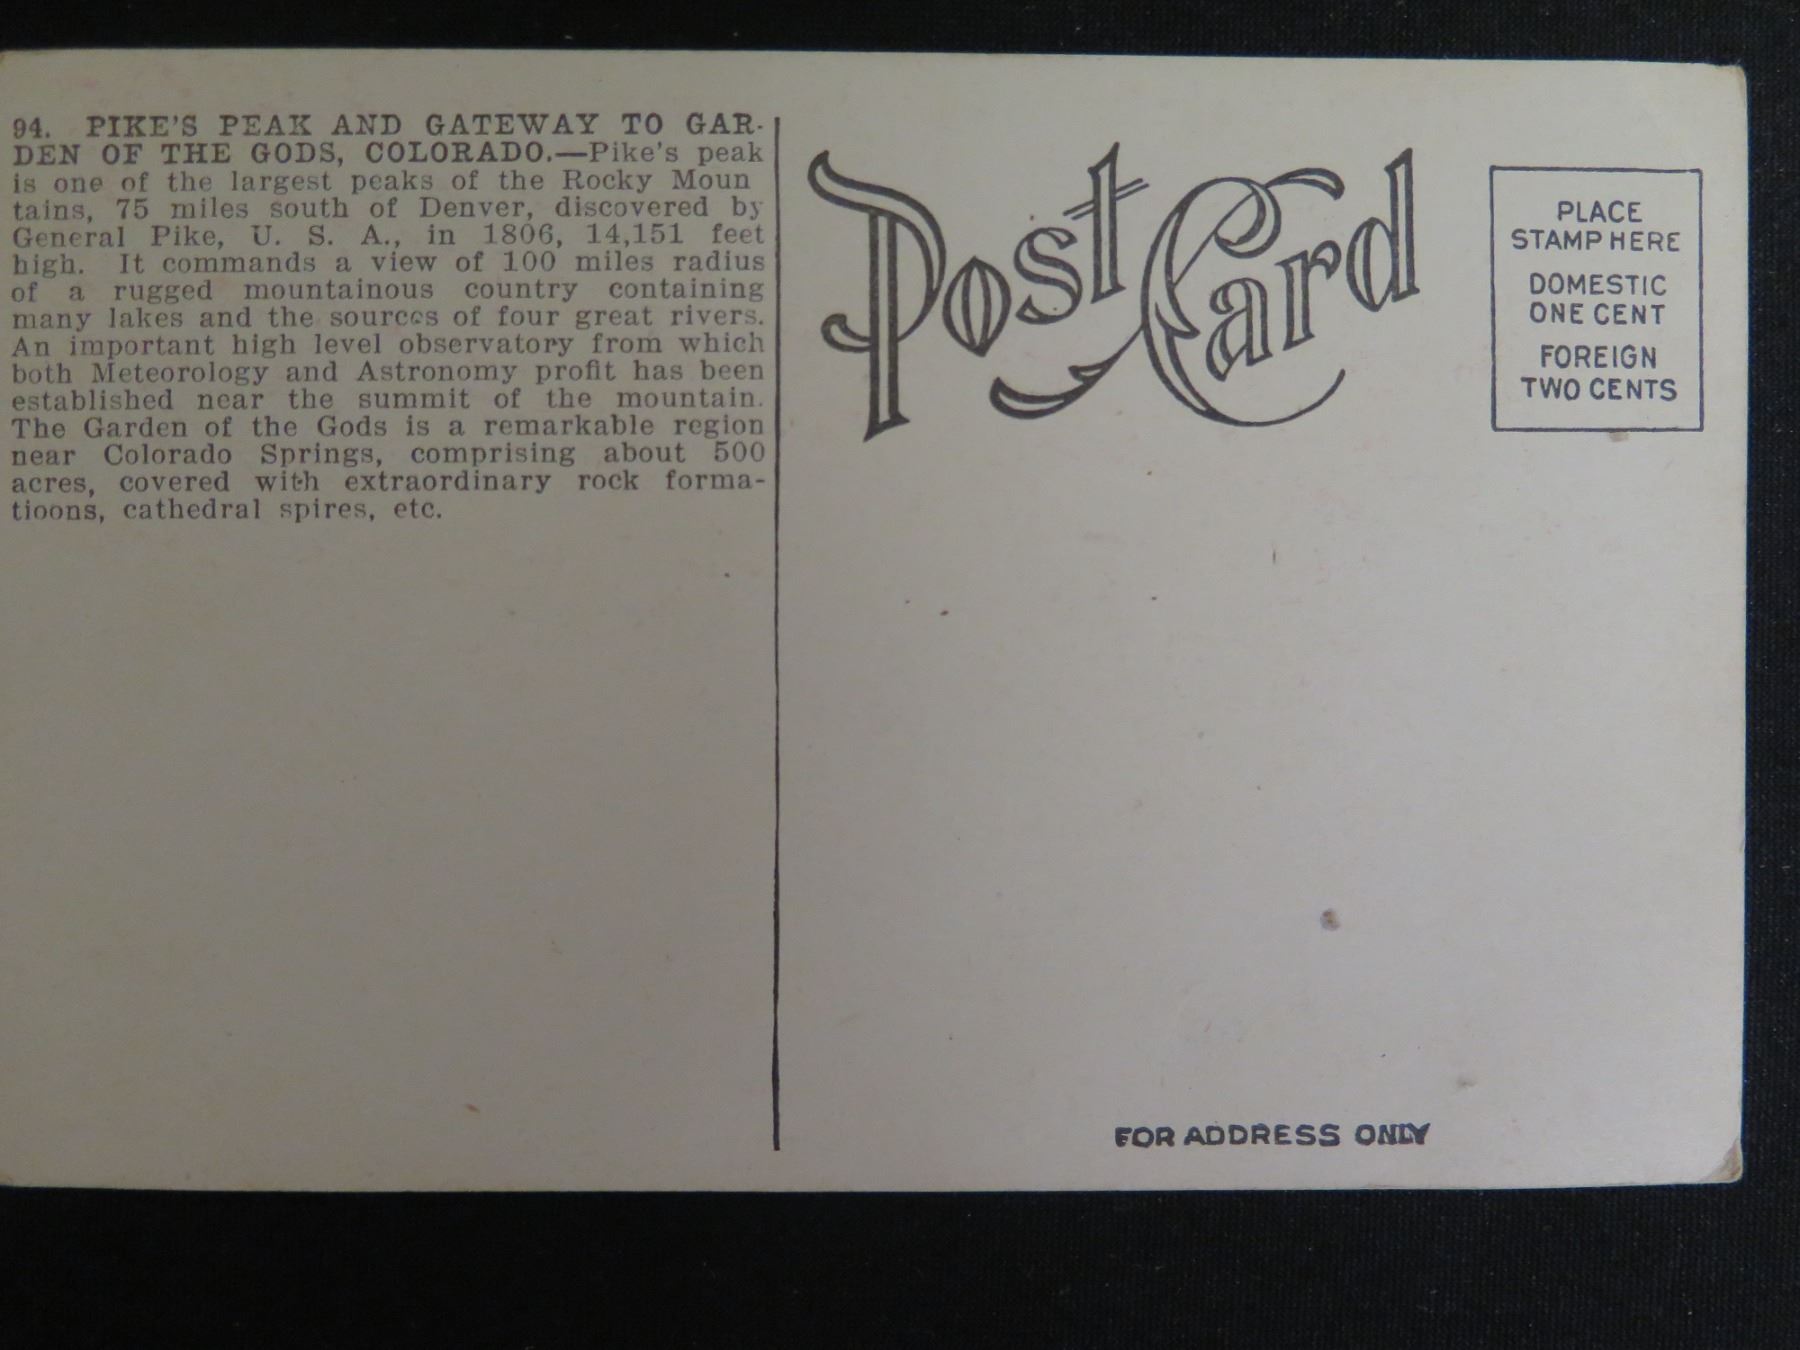 94. PIKE'S PEAK AND GATEWAY TO GAR-
DEN OF THE GODS, COLORADO.—Pike's peak
is one of the largest peaks of the Rocky Moun
tains, 75 miles south of Denver, discovered by
General Pike, U. S. A., in 1806, 14,151 feet
high. It commands a view of 100 miles radius
of a rugged mountainous country containing
many lakes and the sources of four great rivers.
An important high level observatory from which
both Meteorology and Astronomy profit has been
established near the summit of the mountain.
The Garden of the Gods is a remarkable region
near Colorado Springs, comprising about 500
acres, covered with extraordinary rock forma-
tioons, cathedral spires, etc.
Post Card
PLACE
STAMP HERE
DOMESTIC
ONE CENT
FOREIGN
TWO CENTS
FOR ADDRESS ONLY